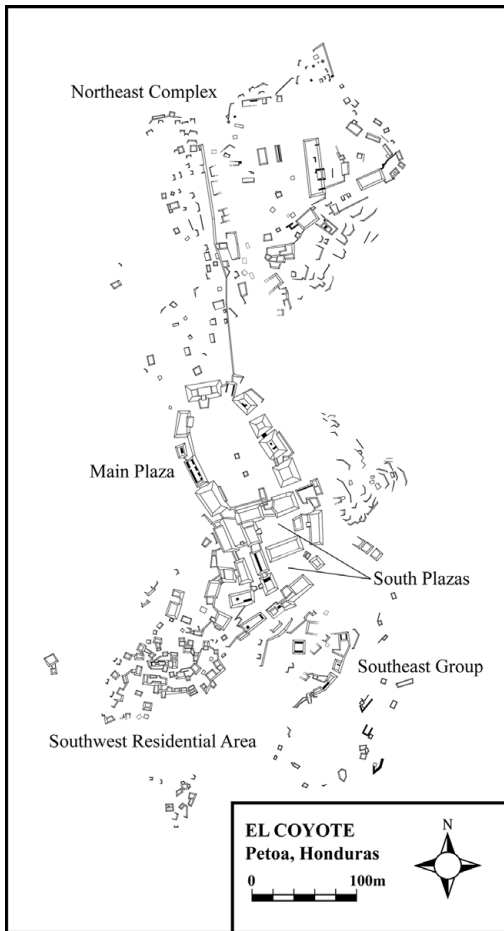 Northeast Complex
Main Plaza
South Plazas
Southeast Group
Southwest Residential Area
EL COYOTE
Petoa, Honduras
N
0 100m